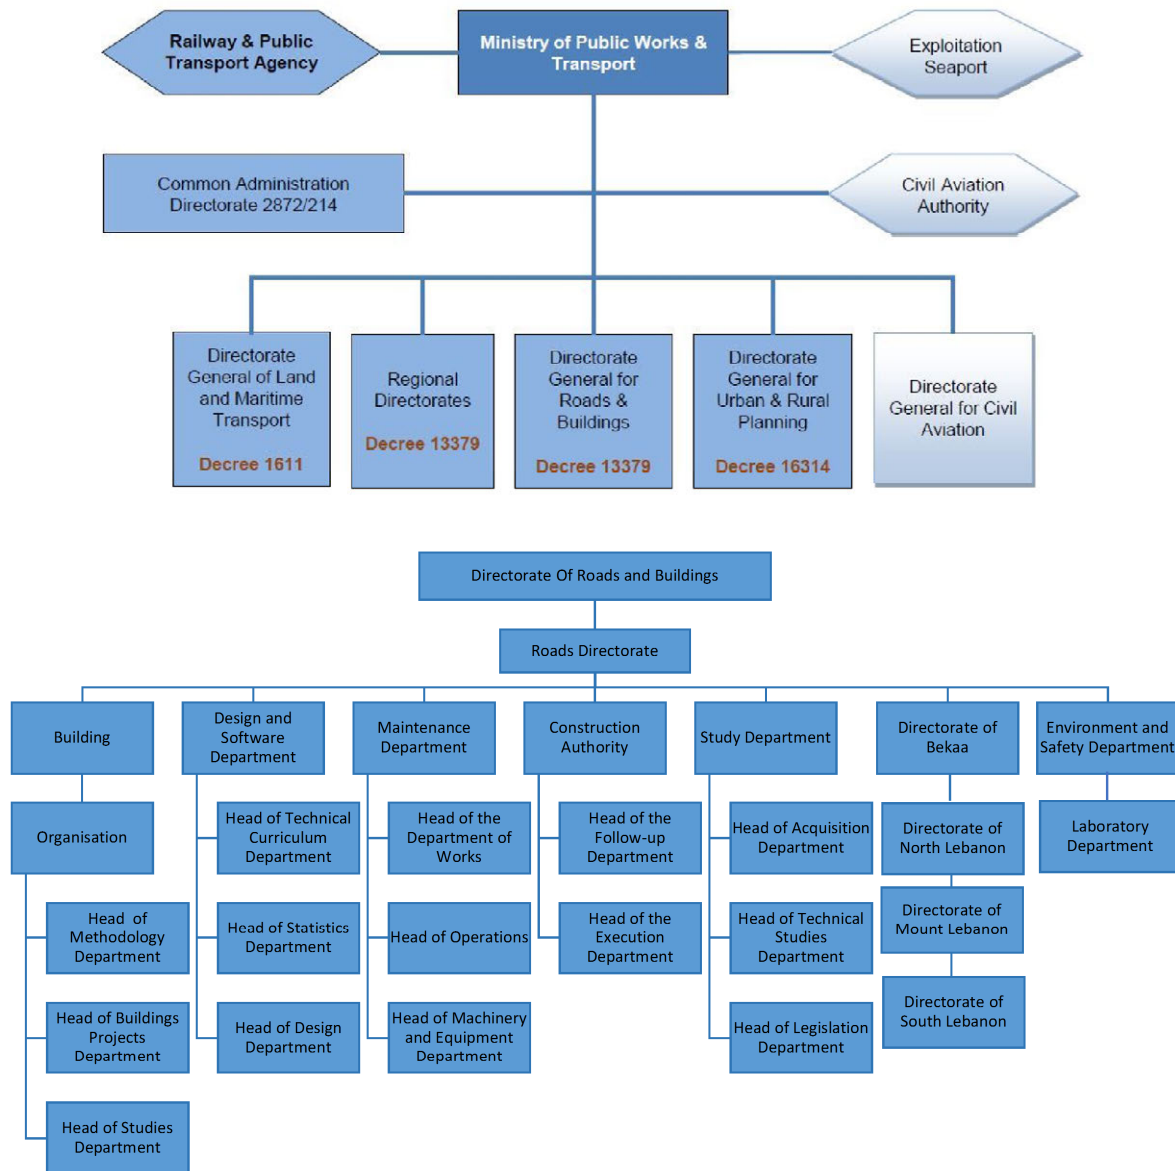 Railway & Public
Transport Agency
Ministry of Public Works &
Transport
Exploitation
Seaport
Common Administration
Directorate 2872/214
Civil Aviation
Authority
Directorate
General of Land
and Maritime
Transport
Decree 1611
Regional
Directorates
Decree 13379
Directorate
General for
Roads &
Buildings
Decree 13379
Directorate
General for
Urban & Rural
Planning
Decree 16314
Directorate
General for Civil
Aviation
Directorate Of Roads and Buildings
Roads Directorate
Building
Design and
Software
Department
Maintenance
Department
Construction
Authority
Study Department
Directorate of
Bekaa
Environment and
Safety Department
Organisation
Head of Technical
Curriculum
Department
Head of the
Department of
Works
Head of the
Follow-up
Department
Head of Acquisition
Department
Directorate of
North Lebanon
Laboratory
Department
Head of
Methodology
Department
Head of Statistics
Department
Head of Operations
Head of the
Execution
Department
Head of Technical
Studies
Department
Directorate of
Mount Lebanon
Head of Buildings
Projects
Department
Head of Design
Department
Head of Machinery
and Equipment
Department
Head of Legislation
Department
Directorate of
South Lebanon
Head of Studies
Department